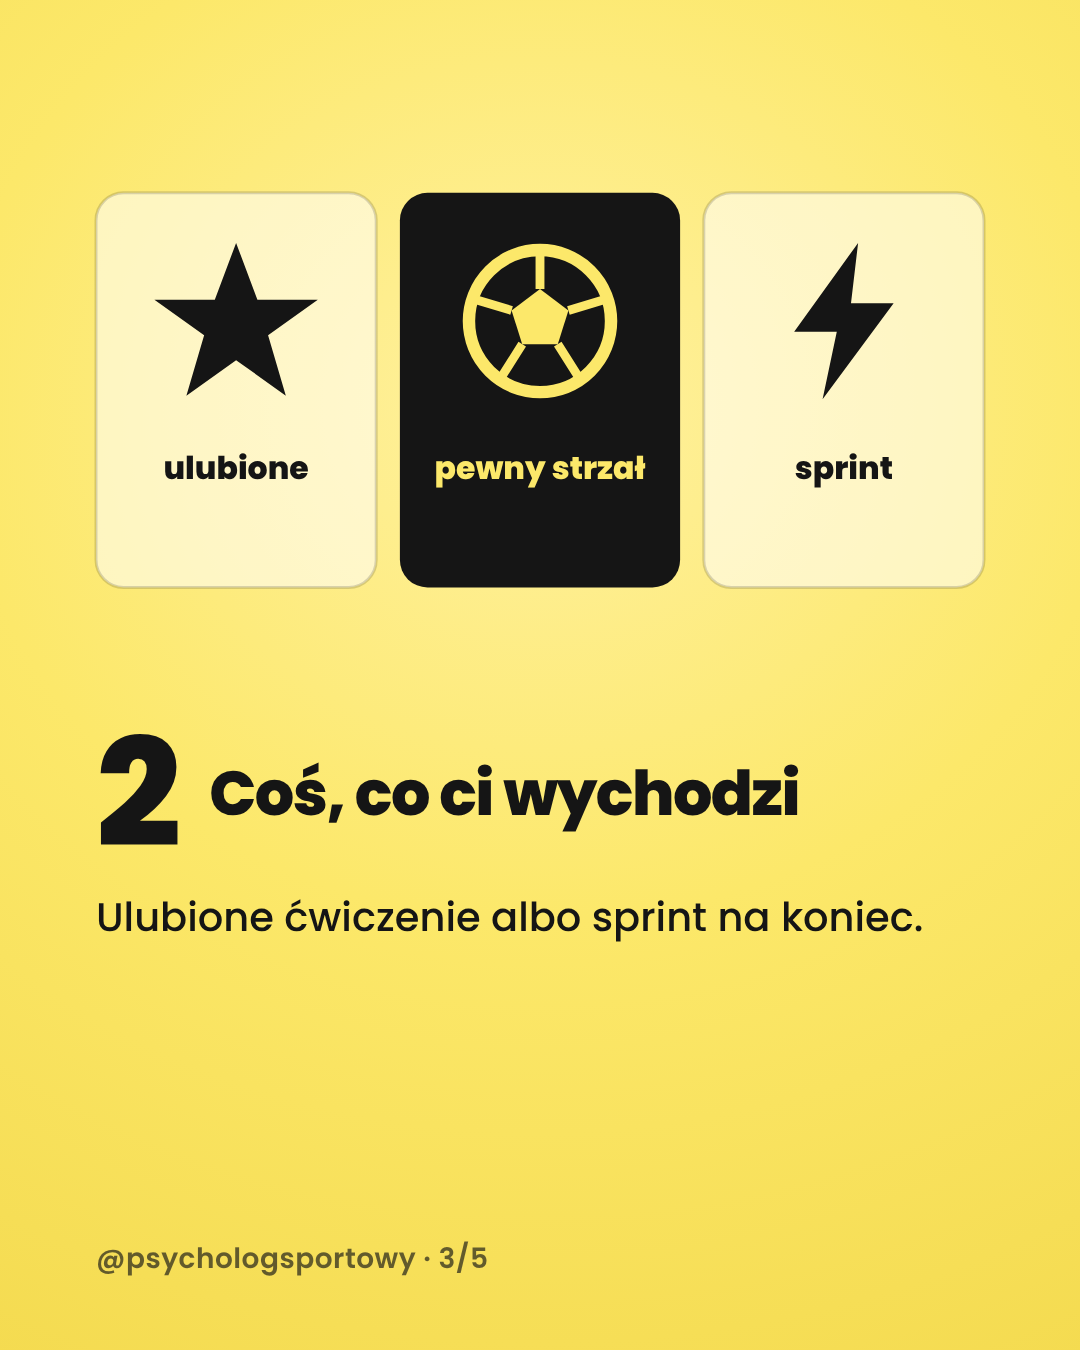 ulubione
pewny strzał
sprint
2 Coś, co ci wychodzi
Ulubione ćwiczenie albo sprint na koniec.
@psychologsportowy · 3/5